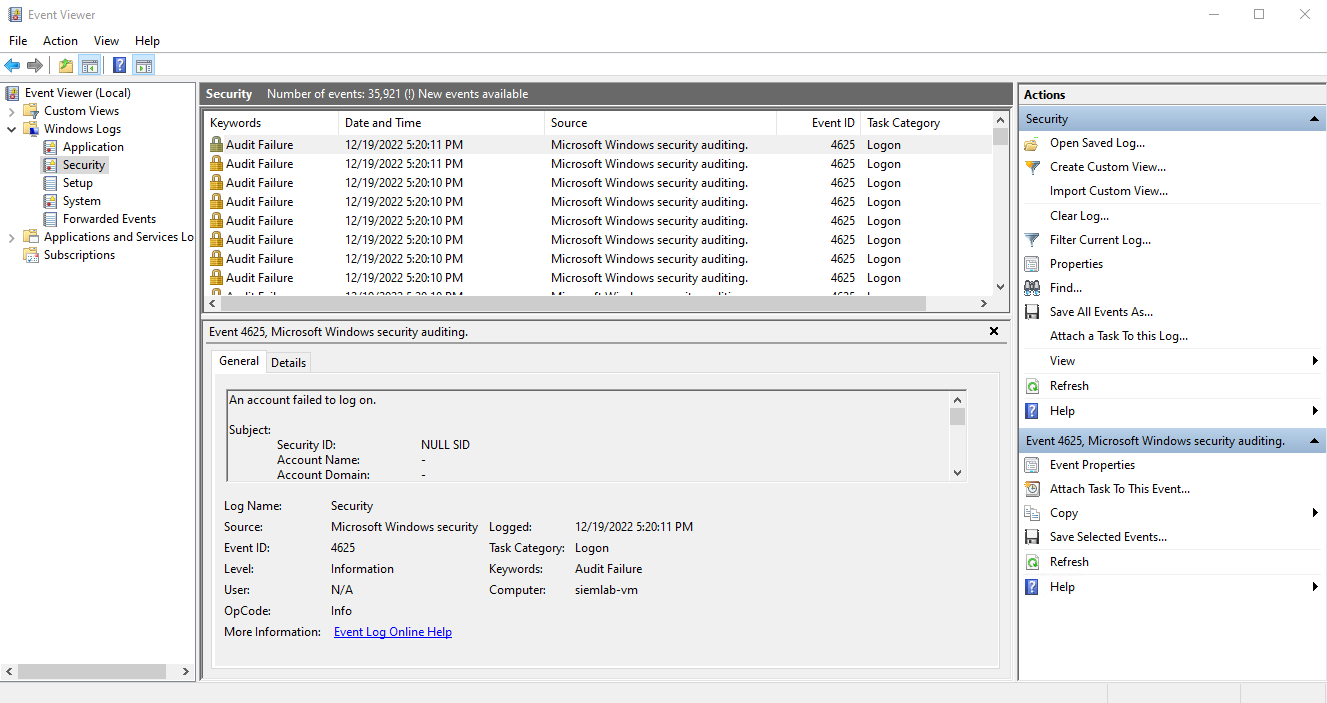 Event Viewer
File Action View Help
Event Viewer (Local)
Custom Views
Windows Logs
Application
Security
Setup
System
Forwarded Events
Applications and Services Lo
Subscriptions
Security Number of events: 35,921 (!) New events available
Keywords Date and Time Source Event ID Task Category
Audit Failure 12/19/2022 5:20:11 PM Microsoft Windows security auditing. 4625 Logon
Audit Failure 12/19/2022 5:20:11 PM Microsoft Windows security auditing. 4625 Logon
Audit Failure 12/19/2022 5:20:10 PM Microsoft Windows security auditing. 4625 Logon
Audit Failure 12/19/2022 5:20:10 PM Microsoft Windows security auditing. 4625 Logon
Audit Failure 12/19/2022 5:20:10 PM Microsoft Windows security auditing. 4625 Logon
Audit Failure 12/19/2022 5:20:10 PM Microsoft Windows security auditing. 4625 Logon
Audit Failure 12/19/2022 5:20:10 PM Microsoft Windows security auditing. 4625 Logon
Audit Failure 12/19/2022 5:20:10 PM Microsoft Windows security auditing. 4625 Logon
Event 4625, Microsoft Windows security auditing.
General Details
An account failed to log on.
Subject:
Security ID: NULL SID
Account Name: -
Account Domain: -
Log Name: Security
Source: Microsoft Windows security Logged: 12/19/2022 5:20:11 PM
Event ID: 4625 Task Category: Logon
Level: Information Keywords: Audit Failure
User: N/A Computer: siemlab-vm
OpCode: Info
More Information: Event Log Online Help
Actions
Security
Open Saved Log...
Create Custom View...
Import Custom View...
Clear Log...
Filter Current Log...
Properties
Find...
Save All Events As...
Attach a Task To this Log...
View
Refresh
Help
Event 4625, Microsoft Windows security auditing.
Event Properties
Attach Task To This Event...
Copy
Save Selected Events...
Refresh
Help